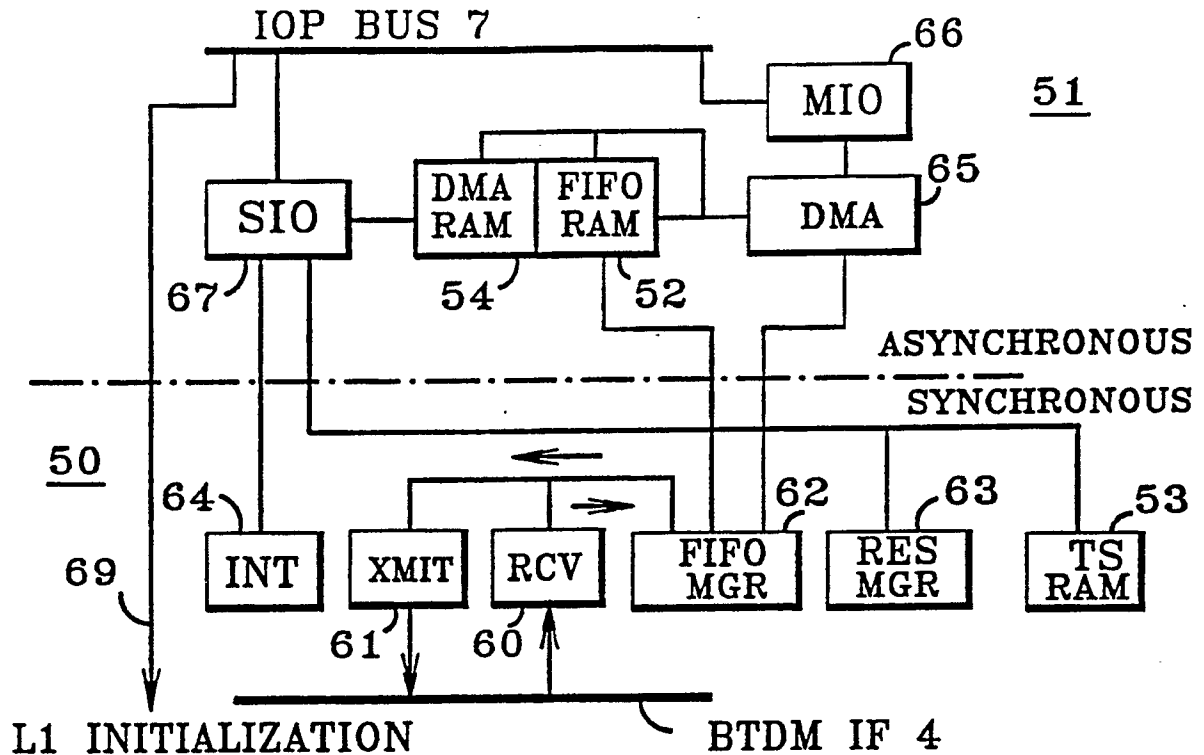 IOP BUS 7
66
MIO
51
65
DMA
RAM
FIFO
RAM
SIO
DMA
67
54
52
ASYNCHRONOUS
SYNCHRONOUS
50
64
62
63
53
INT
XMIT
RCV
FIFO
MGR
RES
MGR
TS
RAM
69
61
60
L1 INITIALIZATION
BTDM IF 4